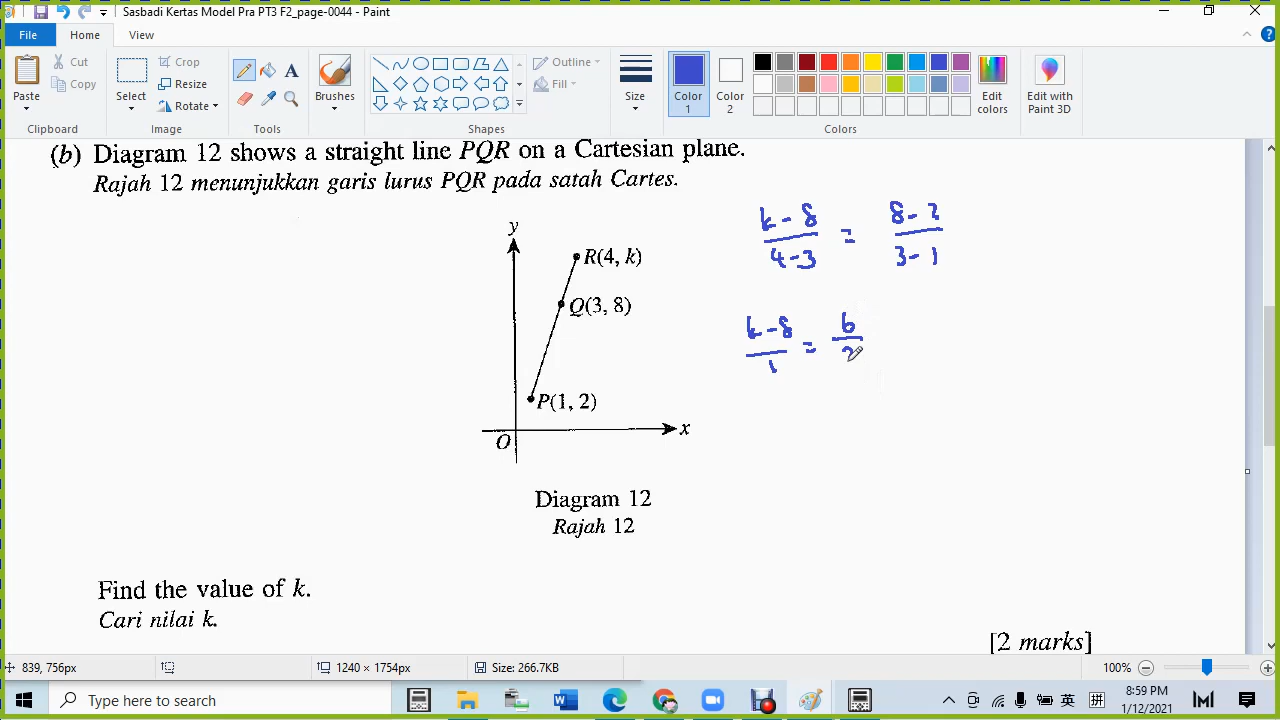 Sasbadi Kertas Model Pra PT3 F2_page-0044 - Paint
File Home View
Paste
Cut
Copy
Clipboard
Select
Crop
Resize
Rotate
Image
A
Tools
Brushes
Outline
Fill
Shapes
Size
Color 1
Color 2
Edit colors
Colors
Edit with Paint 3D
(b) Diagram 12 shows a straight line PQR on a Cartesian plane.
Rajah 12 menunjukkan garis lurus PQR pada satah Cartes.
y
R(4, k)
Q(3, 8)
P(1, 2)
O
x
Diagram 12
Rajah 12
k - 8 / 4 - 3 = 8 - 2 / 3 - 1
k - 8 / 1 = 6 / 2
Find the value of k.
Cari nilai k.
[2 marks]
839, 756px
1240 × 1754px
Size: 266.7KB
100%
Type here to search
英
拼
8:59 PM
1/12/2021